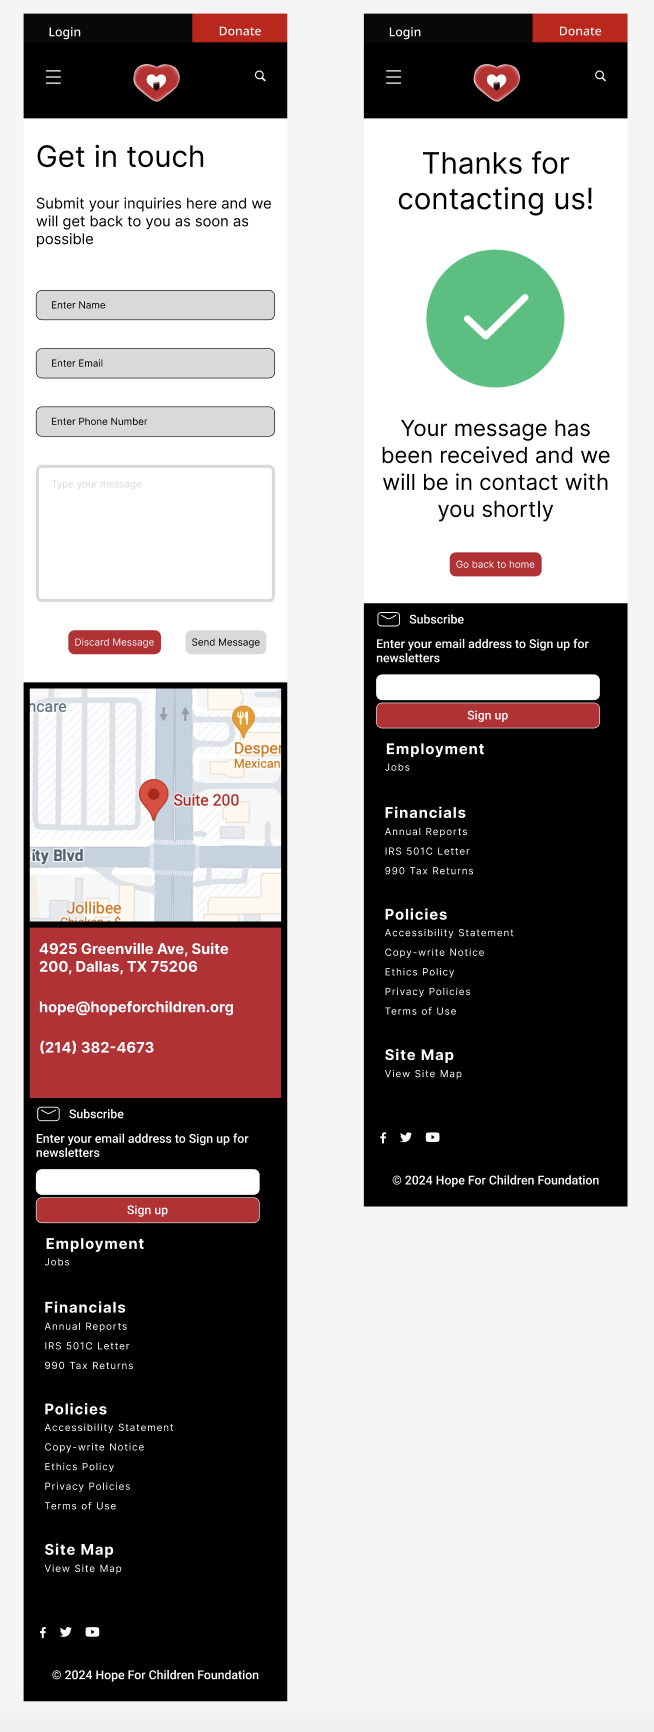 Login
Donate
Get in touch
Submit your inquiries here and we
will get back to you as soon as
possible
Enter Name
Enter Email
Enter Phone Number
Type your message
Discard Message
Send Message
ncare
Desper
Mexican
Suite 200
ity Blvd
Jollibee
Chicken · $
4925 Greenville Ave, Suite
200, Dallas, TX 75206
hope@hopeforchildren.org
(214) 382-4673
Subscribe
Enter your email address to Sign up for
newsletters
Sign up
Employment
Jobs
Financials
Annual Reports
IRS 501C Letter
990 Tax Returns
Policies
Accessibility Statement
Copy-write Notice
Ethics Policy
Privacy Policies
Terms of Use
Site Map
View Site Map
© 2024 Hope For Children Foundation
Login
Donate
Thanks for
contacting us!
Your message has
been received and we
will be in contact with
you shortly
Go back to home
Subscribe
Enter your email address to Sign up for
newsletters
Sign up
Employment
Jobs
Financials
Annual Reports
IRS 501C Letter
990 Tax Returns
Policies
Accessibility Statement
Copy-write Notice
Ethics Policy
Privacy Policies
Terms of Use
Site Map
View Site Map
© 2024 Hope For Children Foundation